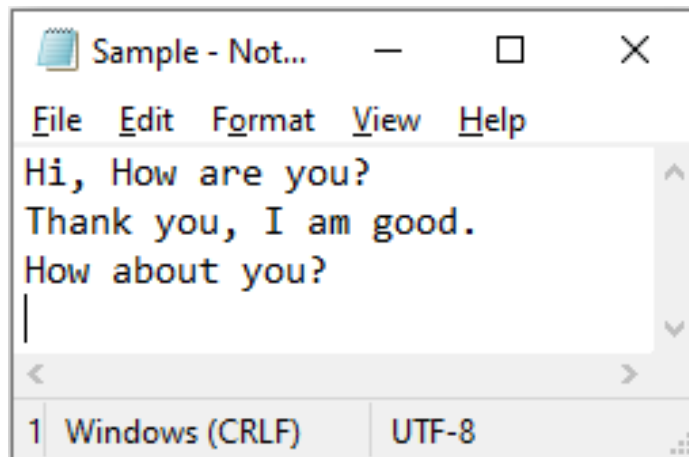 Sample - Not...
File Edit Format View Help
Hi, How are you?
Thank you, I am good.
How about you?
1 Windows (CRLF) UTF-8